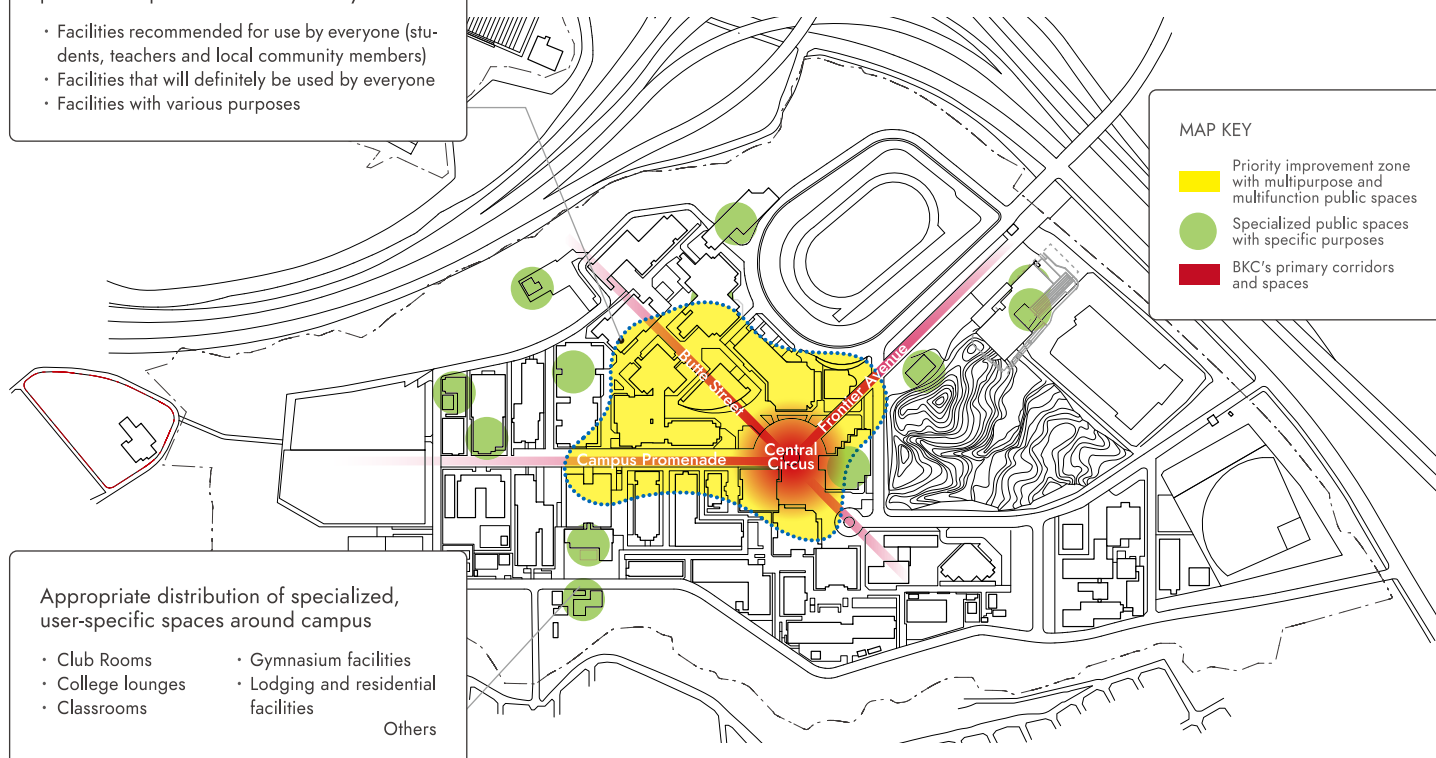 · Facilities recommended for use by everyone (stu-
dents, teachers and local community members)
· Facilities that will definitely be used by everyone
· Facilities with various purposes
MAP KEY
Priority improvement zone
with multipurpose and
multifunction public spaces
Specialized public spaces
with specific purposes
BKC's primary corridors
and spaces
Butte Street
Frontier Avenue
Campus Promenade
Central
Circus
Appropriate distribution of specialized,
user-specific spaces around campus
· Club Rooms
· College lounges
· Classrooms
· Gymnasium facilities
· Lodging and residential
facilities
Others